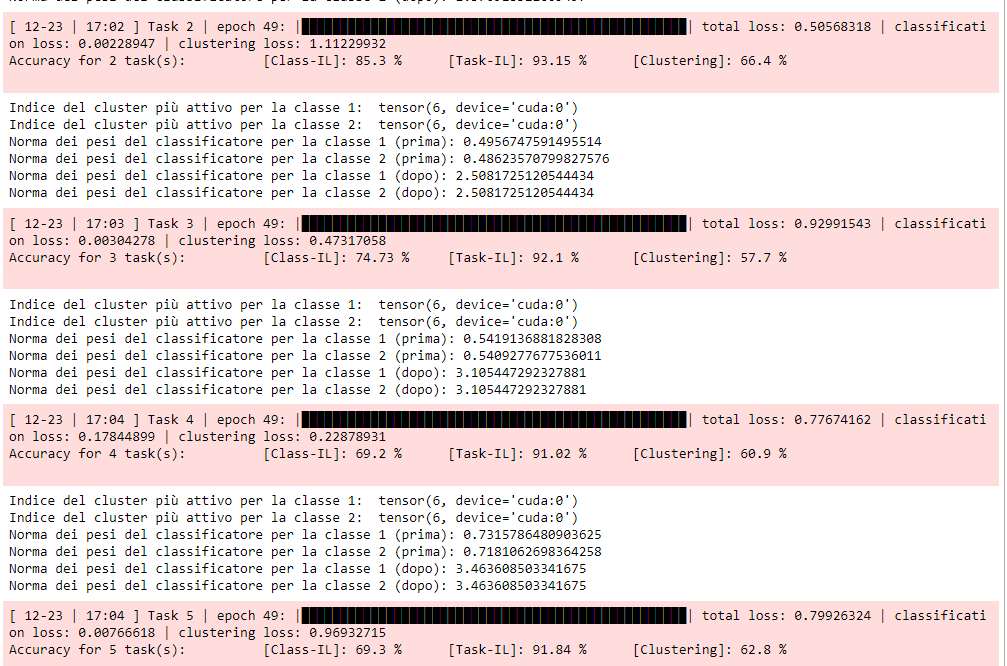 Norma dei pesi del classificatore per la classe 2 (dopo):
[ 12-23 | 17:02 ] Task 2 | epoch 49: | | total loss: 0.50568318 | classificati
on loss: 0.00228947 | clustering loss: 1.11229932
Accuracy for 2 task(s): [Class-IL]: 85.3 % [Task-IL]: 93.15 % [Clustering]: 66.4 %
Indice del cluster più attivo per la classe 1: tensor(6, device='cuda:0')
Indice del cluster più attivo per la classe 2: tensor(6, device='cuda:0')
Norma dei pesi del classificatore per la classe 1 (prima): 0.4956747591495514
Norma dei pesi del classificatore per la classe 2 (prima): 0.48623570799827576
Norma dei pesi del classificatore per la classe 1 (dopo): 2.5081725120544434
Norma dei pesi del classificatore per la classe 2 (dopo): 2.5081725120544434
[ 12-23 | 17:03 ] Task 3 | epoch 49: | | total loss: 0.92991543 | classificati
on loss: 0.00304278 | clustering loss: 0.47317058
Accuracy for 3 task(s): [Class-IL]: 74.73 % [Task-IL]: 92.1 % [Clustering]: 57.7 %
Indice del cluster più attivo per la classe 1: tensor(6, device='cuda:0')
Indice del cluster più attivo per la classe 2: tensor(6, device='cuda:0')
Norma dei pesi del classificatore per la classe 1 (prima): 0.5419136881828308
Norma dei pesi del classificatore per la classe 2 (prima): 0.5409277677536011
Norma dei pesi del classificatore per la classe 1 (dopo): 3.105447292327881
Norma dei pesi del classificatore per la classe 2 (dopo): 3.105447292327881
[ 12-23 | 17:04 ] Task 4 | epoch 49: | | total loss: 0.77674162 | classificati
on loss: 0.17844899 | clustering loss: 0.22878931
Accuracy for 4 task(s): [Class-IL]: 69.2 % [Task-IL]: 91.02 % [Clustering]: 60.9 %
Indice del cluster più attivo per la classe 1: tensor(6, device='cuda:0')
Indice del cluster più attivo per la classe 2: tensor(6, device='cuda:0')
Norma dei pesi del classificatore per la classe 1 (prima): 0.7315786480903625
Norma dei pesi del classificatore per la classe 2 (prima): 0.7181062698364258
Norma dei pesi del classificatore per la classe 1 (dopo): 3.463608503341675
Norma dei pesi del classificatore per la classe 2 (dopo): 3.463608503341675
[ 12-23 | 17:04 ] Task 5 | epoch 49: | | total loss: 0.79926324 | classificati
on loss: 0.00766618 | clustering loss: 0.96932715
Accuracy for 5 task(s): [Class-IL]: 69.3 % [Task-IL]: 91.84 % [Clustering]: 62.8 %